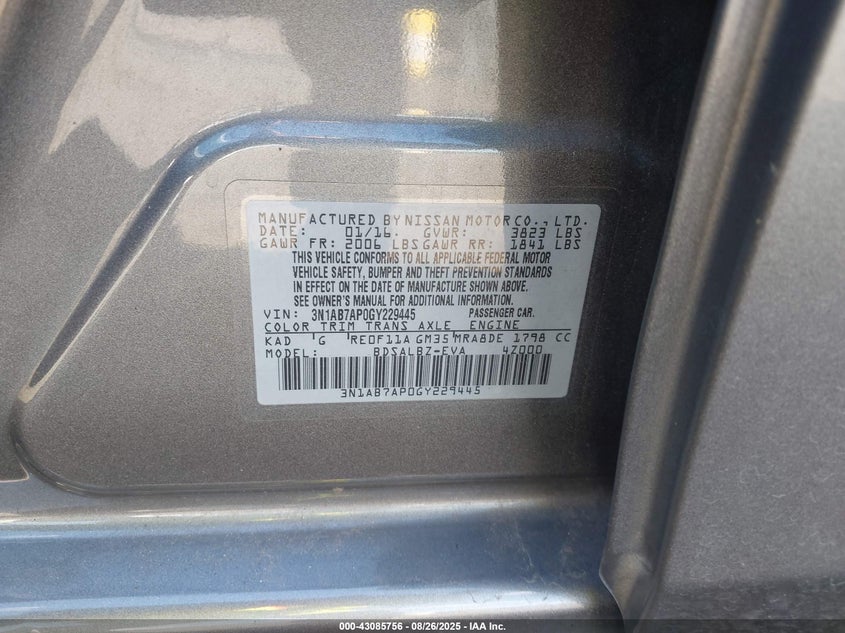 MANUFACTURED BY NISSAN MOTOR CO., LTD.
DATE: 01/16. GVWR: 3823 LBS
GAWR FR: 2006 LBS GAWR RR: 1841 LBS
THIS VEHICLE CONFORMS TO ALL APPLICABLE FEDERAL MOTOR
VEHICLE SAFETY, BUMPER AND THEFT PREVENTION STANDARDS
IN EFFECT ON THE DATE OF MANUFACTURE SHOWN ABOVE.
SEE OWNER'S MANUAL FOR ADDITIONAL INFORMATION.
VIN: 3N1AB7AP0GY229445 PASSENGER CAR.
COLOR TRIM TRANS AXLE ENGINE
KAD 'G 'RE0F11A GM35'MRA8DE 1798 CC
MODEL: BDSALBZ-EVA 4Z000
3N1AB7AP0GY229445
000-43085756 - 08/26/2025 - IAA Inc.